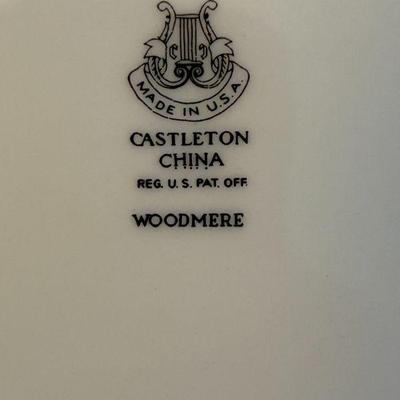 MADE IN U.S.A.
CASTLETON
CHINA
REG. U. S. PAT. OFF.
WOODMERE